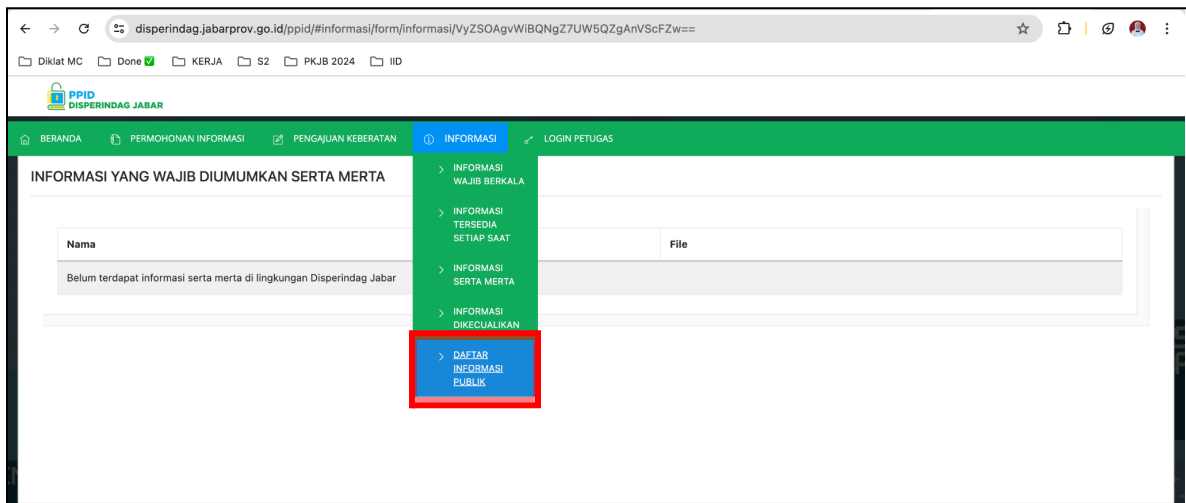 disperindag.jabarprov.go.id/ppid/#informasi/form/informasi/VyZSOAgvWiBQNgZ7UW5QZgAnVScFZw==
Diklat MC Done KERJA S2 PKJB 2024 IID
PPID
DISPERINDAG JABAR
BERANDA PERMOHONAN INFORMASI PENGAJUAN KEBERATAN INFORMASI LOGIN PETUGAS
INFORMASI YANG WAJIB DIUMUMKAN SERTA MERTA
INFORMASI
WAJIB BERKALA
INFORMASI
TERSEDIA
SETIAP SAAT
INFORMASI
SERTA MERTA
INFORMASI
DIKECUALIKAN
DAFTAR
INFORMASI
PUBLIK
Nama File
Belum terdapat informasi serta merta di lingkungan Disperindag Jabar